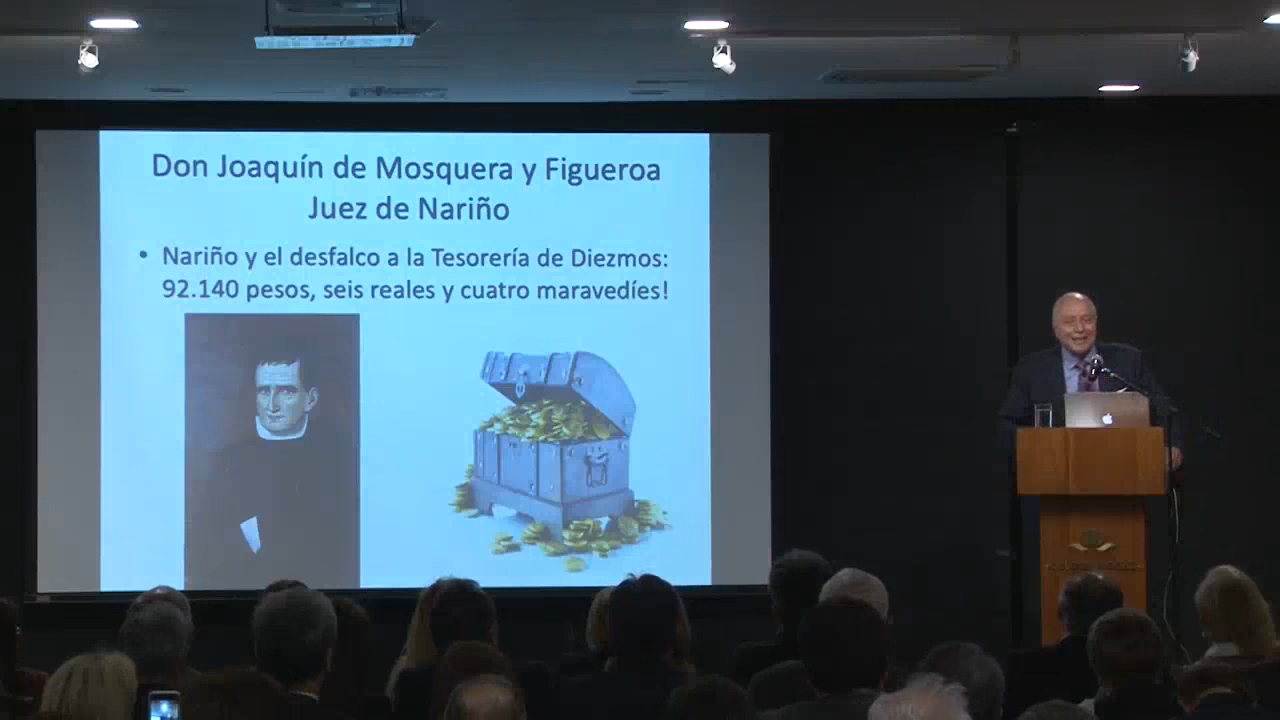 Don Joaquín de Mosquera y Figueroa
Juez de Nariño
• Nariño y el desfalco a la Tesorería de Diezmos:
92.140 pesos, seis reales y cuatro maravedíes!